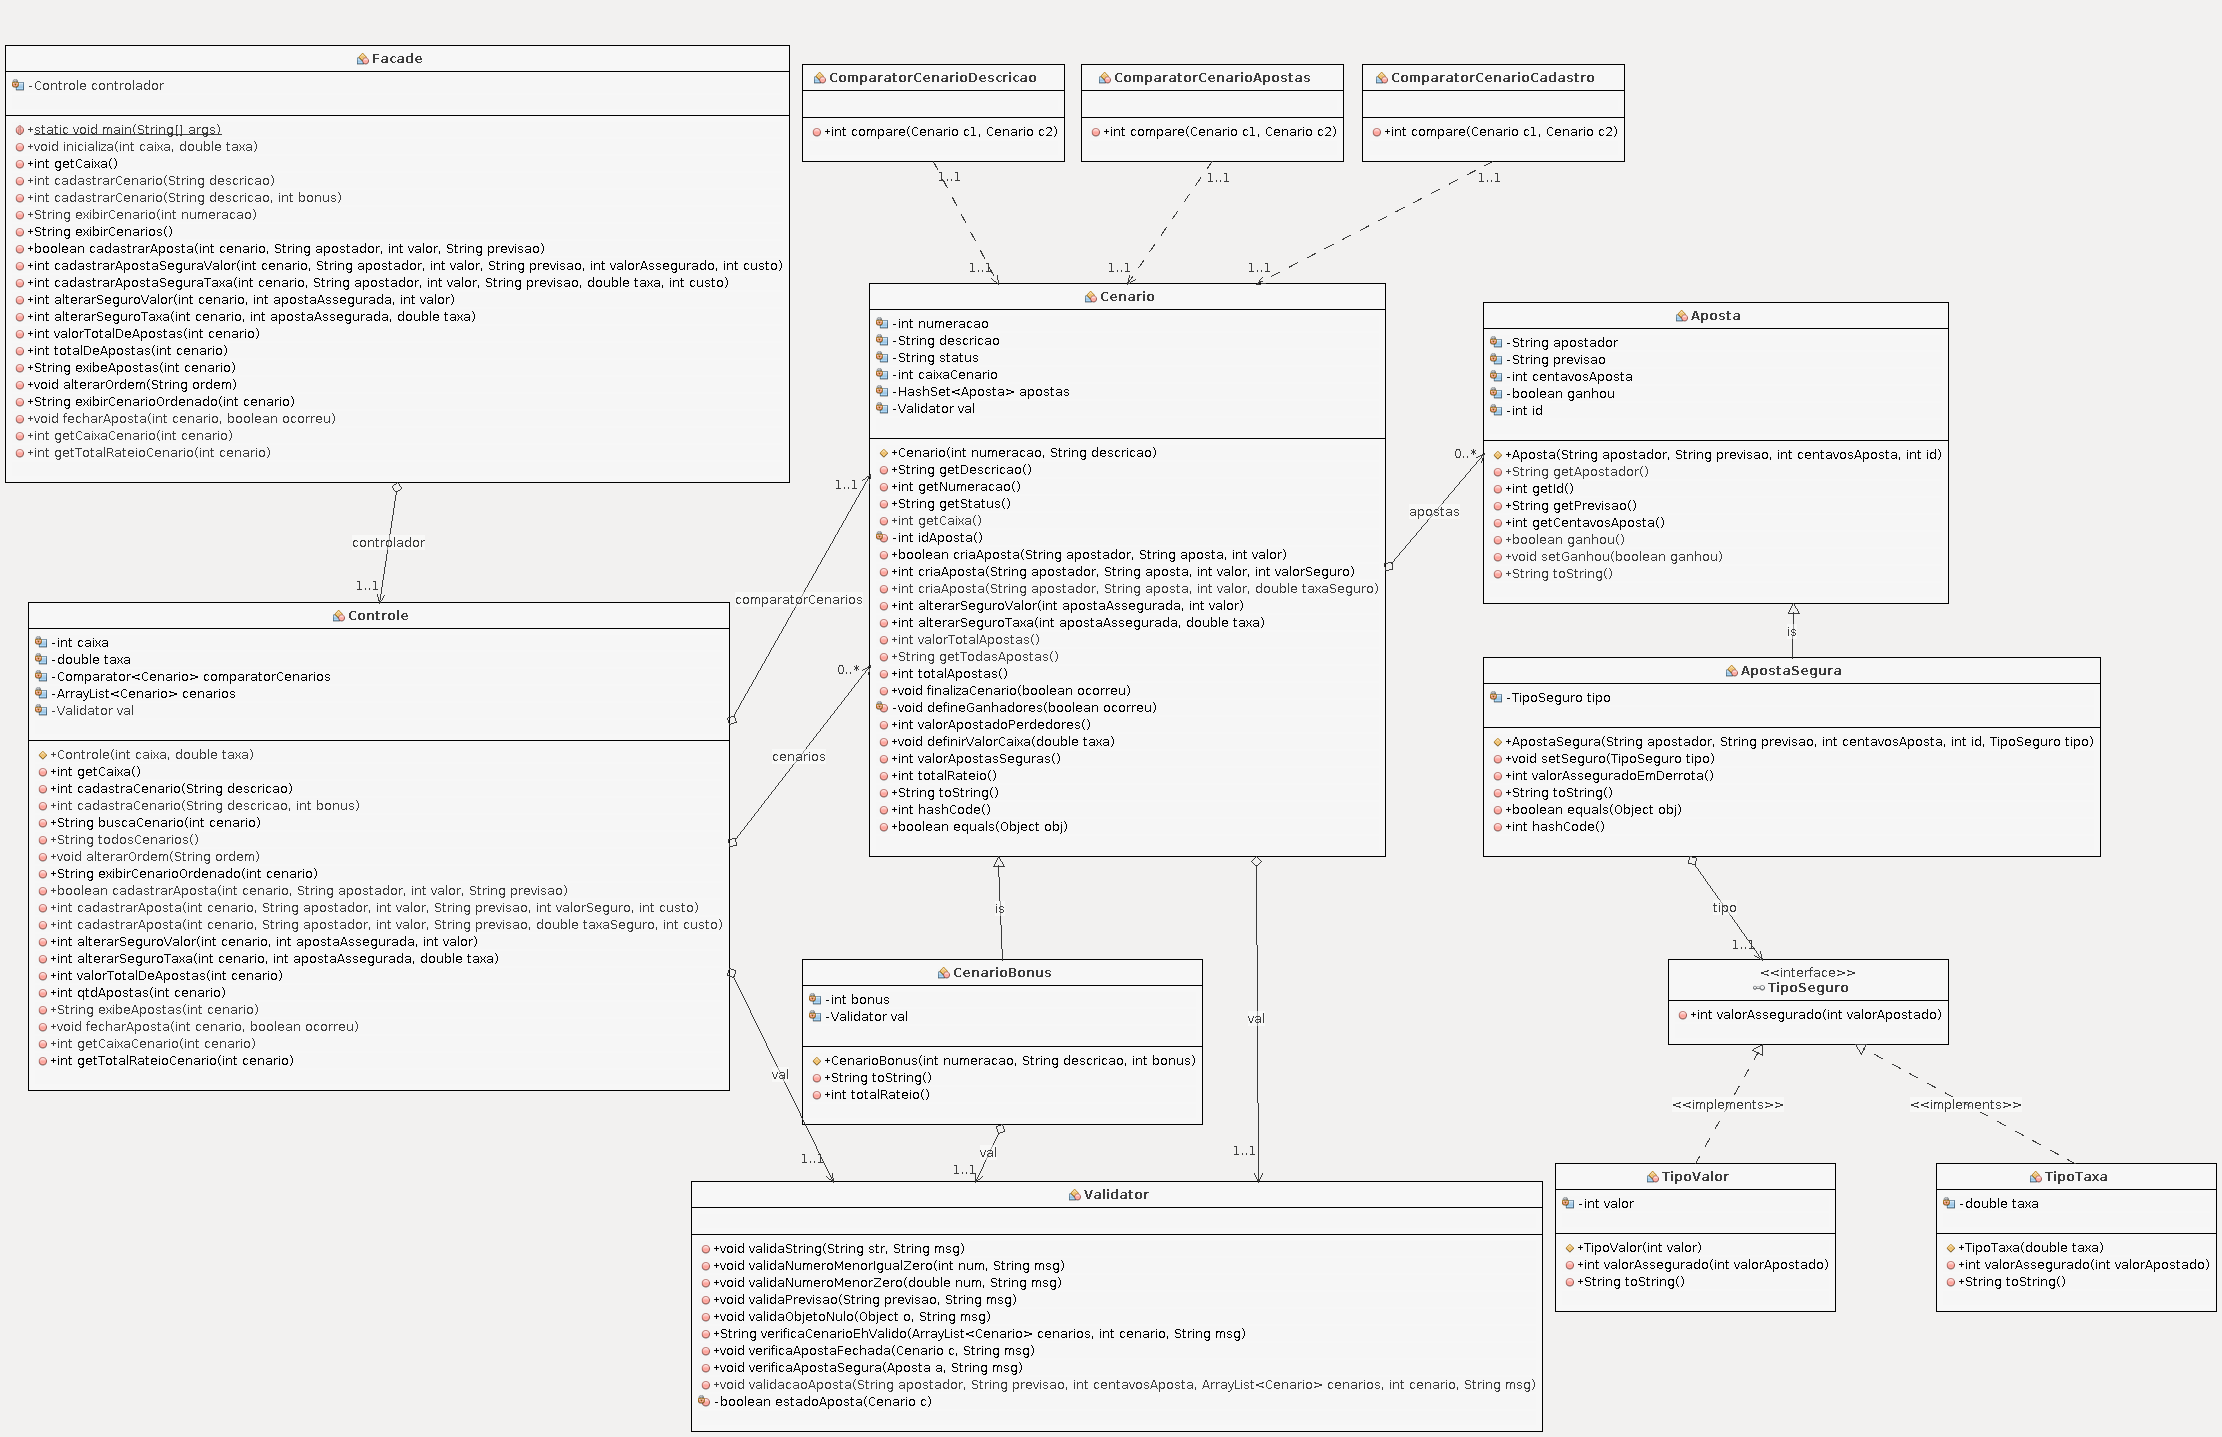 Facade
-Controle controlador
+static void main(String[] args)
+void inicializa(int caixa, double taxa)
+int getCaixa()
+int cadastrarCenario(String descricao)
+int cadastrarCenario(String descricao, int bonus)
+String exibirCenario(int numeracao)
+String exibirCenarios()
+boolean cadastrarAposta(int cenario, String apostador, int valor, String previsao)
+int cadastrarApostaSeguraValor(int cenario, String apostador, int valor, String previsao, int valorAssegurado, int custo)
+int cadastrarApostaSeguraTaxa(int cenario, String apostador, int valor, String previsao, double taxa, int custo)
+int alterarSeguroValor(int cenario, int apostaAssegurada, int valor)
+int alterarSeguroTaxa(int cenario, int apostaAssegurada, double taxa)
+int valorTotalDeApostas(int cenario)
+int totalDeApostas(int cenario)
+String exibeApostas(int cenario)
+void alterarOrdem(String ordem)
+String exibirCenarioOrdenado(int cenario)
+void fecharAposta(int cenario, boolean ocorreu)
+int getCaixaCenario(int cenario)
+int getTotalRateioCenario(int cenario)
ComparatorCenarioDescricao
+int compare(Cenario c1, Cenario c2)
ComparatorCenarioApostas
+int compare(Cenario c1, Cenario c2)
ComparatorCenarioCadastro
+int compare(Cenario c1, Cenario c2)
1..1
1..1
1..1
1..1
1..1
1..1
Cenario
-int numeracao
-String descricao
-String status
-int caixaCenario
-HashSet<Aposta> apostas
-Validator val
+Cenario(int numeracao, String descricao)
+String getDescricao()
+int getNumeracao()
+String getStatus()
+int getCaixa()
-int idAposta()
+boolean criaAposta(String apostador, String aposta, int valor)
+int criaAposta(String apostador, String aposta, int valor, int valorSeguro)
+int criaAposta(String apostador, String aposta, int valor, double taxaSeguro)
+int alterarSeguroValor(int apostaAssegurada, int valor)
+int alterarSeguroTaxa(int apostaAssegurada, double taxa)
+int valorTotalApostas()
+String getTodasApostas()
+int totalApostas()
+void finalizaCenario(boolean ocorreu)
-void defineGanhadores(boolean ocorreu)
+int valorApostadoPerdedores()
+void definirValorCaixa(double taxa)
+int valorApostasSeguras()
+int totalRateio()
+String toString()
+int hashCode()
+boolean equals(Object obj)
apostas
0..*
Aposta
-String apostador
-String previsao
-int centavosAposta
-boolean ganhou
-int id
+Aposta(String apostador, String previsao, int centavosAposta, int id)
+String getApostador()
+int getId()
+String getPrevisao()
+int getCentavosAposta()
+boolean ganhou()
+void setGanhou(boolean ganhou)
+String toString()
is
controlador
1..1
Controle
-int caixa
-double taxa
-Comparator<Cenario> comparatorCenarios
-ArrayList<Cenario> cenarios
-Validator val
+Controle(int caixa, double taxa)
+int getCaixa()
+int cadastraCenario(String descricao)
+int cadastraCenario(String descricao, int bonus)
+String buscaCenario(int cenario)
+String todosCenarios()
+void alterarOrdem(String ordem)
+String exibirCenarioOrdenado(int cenario)
+boolean cadastrarAposta(int cenario, String apostador, int valor, String previsao)
+int cadastrarAposta(int cenario, String apostador, int valor, String previsao, int valorSeguro, int custo)
+int cadastrarAposta(int cenario, String apostador, int valor, String previsao, double taxaSeguro, int custo)
+int alterarSeguroValor(int cenario, int apostaAssegurada, int valor)
+int alterarSeguroTaxa(int cenario, int apostaAssegurada, double taxa)
+int valorTotalDeApostas(int cenario)
+int qtdApostas(int cenario)
+String exibeApostas(int cenario)
+void fecharAposta(int cenario, boolean ocorreu)
+int getCaixaCenario(int cenario)
+int getTotalRateioCenario(int cenario)
1..1
comparatorCenarios
0..*
cenarios
ApostaSegura
-TipoSeguro tipo
+ApostaSegura(String apostador, String previsao, int centavosAposta, int id, TipoSeguro tipo)
+void setSeguro(TipoSeguro tipo)
+int valorAsseguradoEmDerrota()
+String toString()
+boolean equals(Object obj)
+int hashCode()
tipo
1..1
<<interface>>
TipoSeguro
+int valorAssegurado(int valorApostado)
<<implements>>
<<implements>>
is
CenarioBonus
-int bonus
-Validator val
+CenarioBonus(int numeracao, String descricao, int bonus)
+String toString()
+int totalRateio()
val
1..1
val
1..1
val
1..1
Validator
+void validaString(String str, String msg)
+void validaNumeroMenorIgualZero(int num, String msg)
+void validaNumeroMenorZero(double num, String msg)
+void validaPrevisao(String previsao, String msg)
+void validaObjetoNulo(Object o, String msg)
+String verificaCenarioEhValido(ArrayList<Cenario> cenarios, int cenario, String msg)
+void verificaApostaFechada(Cenario c, String msg)
+void verificaApostaSegura(Aposta a, String msg)
+void validacaoAposta(String apostador, String previsao, int centavosAposta, ArrayList<Cenario> cenarios, int cenario, String msg)
-boolean estadoAposta(Cenario c)
TipoValor
-int valor
+TipoValor(int valor)
+int valorAssegurado(int valorApostado)
+String toString()
TipoTaxa
-double taxa
+TipoTaxa(double taxa)
+int valorAssegurado(int valorApostado)
+String toString()